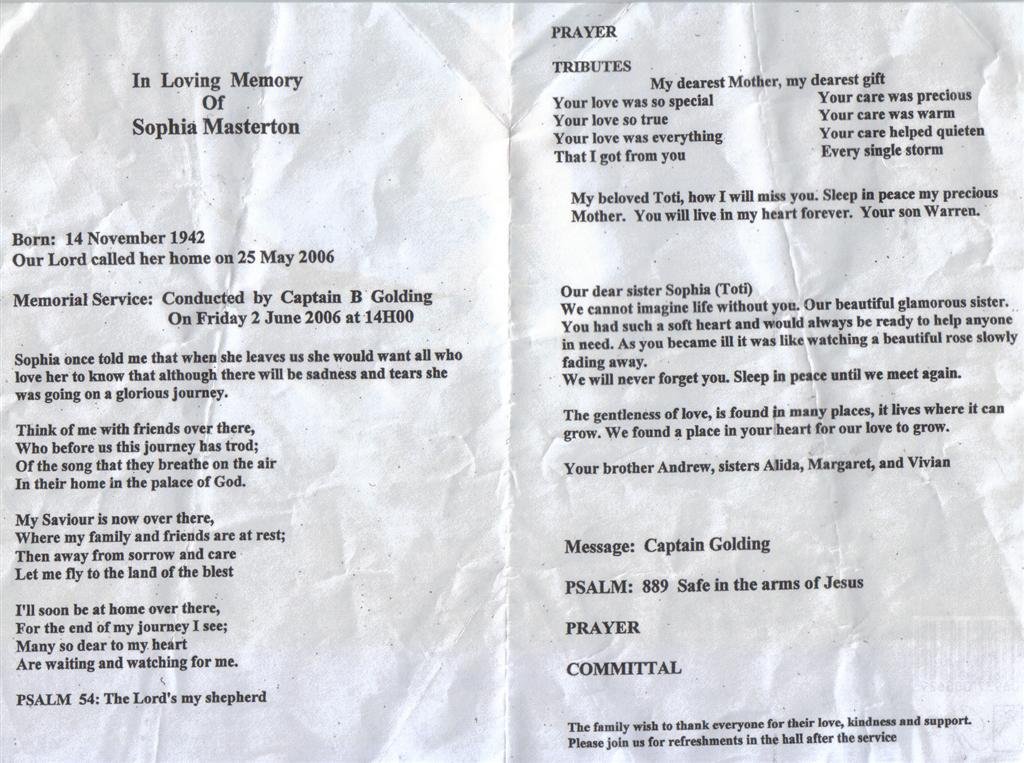 In Loving Memory
Of
Sophia Masterton
Born: 14 November 1942
Our Lord called her home on 25 May 2006
Memorial Service: Conducted by Captain B Golding
On Friday 2 June 2006 at 14H00
Sophia once told me that when she leaves us she would want all who
love her to know that although there will be sadness and tears she
was going on a glorious journey.
Think of me with friends over there,
Who before us this journey has trod;
Of the song that they breathe on the air
In their home in the palace of God.
My Saviour is now over there,
Where my family and friends are at rest;
Then away from sorrow and care
Let me fly to the land of the blest
I'll soon be at home over there,
For the end of my journey I see;
Many so dear to my heart
Are waiting and watching for me.
PSALM 54: The Lord's my shepherd
PRAYER
TRIBUTES
My dearest Mother, my dearest gift
Your love was so special
Your love so true
Your love was everything
That I got from you
Your care was precious
Your care was warm
Your care helped quieten
Every single storm
My beloved Toti, how I will miss you. Sleep in peace my precious
Mother. You will live in my heart forever. Your son Warren.
Our dear sister Sophia (Toti)
We cannot imagine life without you. Our beautiful glamorous sister.
You had such a soft heart and would always be ready to help anyone
in need. As you became ill it was like watching a beautiful rose slowly
fading away.
We will never forget you. Sleep in peace until we meet again.
The gentleness of love, is found in many places, it lives where it can
grow. We found a place in your heart for our love to grow.
Your brother Andrew, sisters Alida, Margaret, and Vivian
Message: Captain Golding
PSALM: 889 Safe in the arms of Jesus
PRAYER
COMMITTAL
The family wish to thank everyone for their love, kindness and support.
Please join us for refreshments in the hall after the service